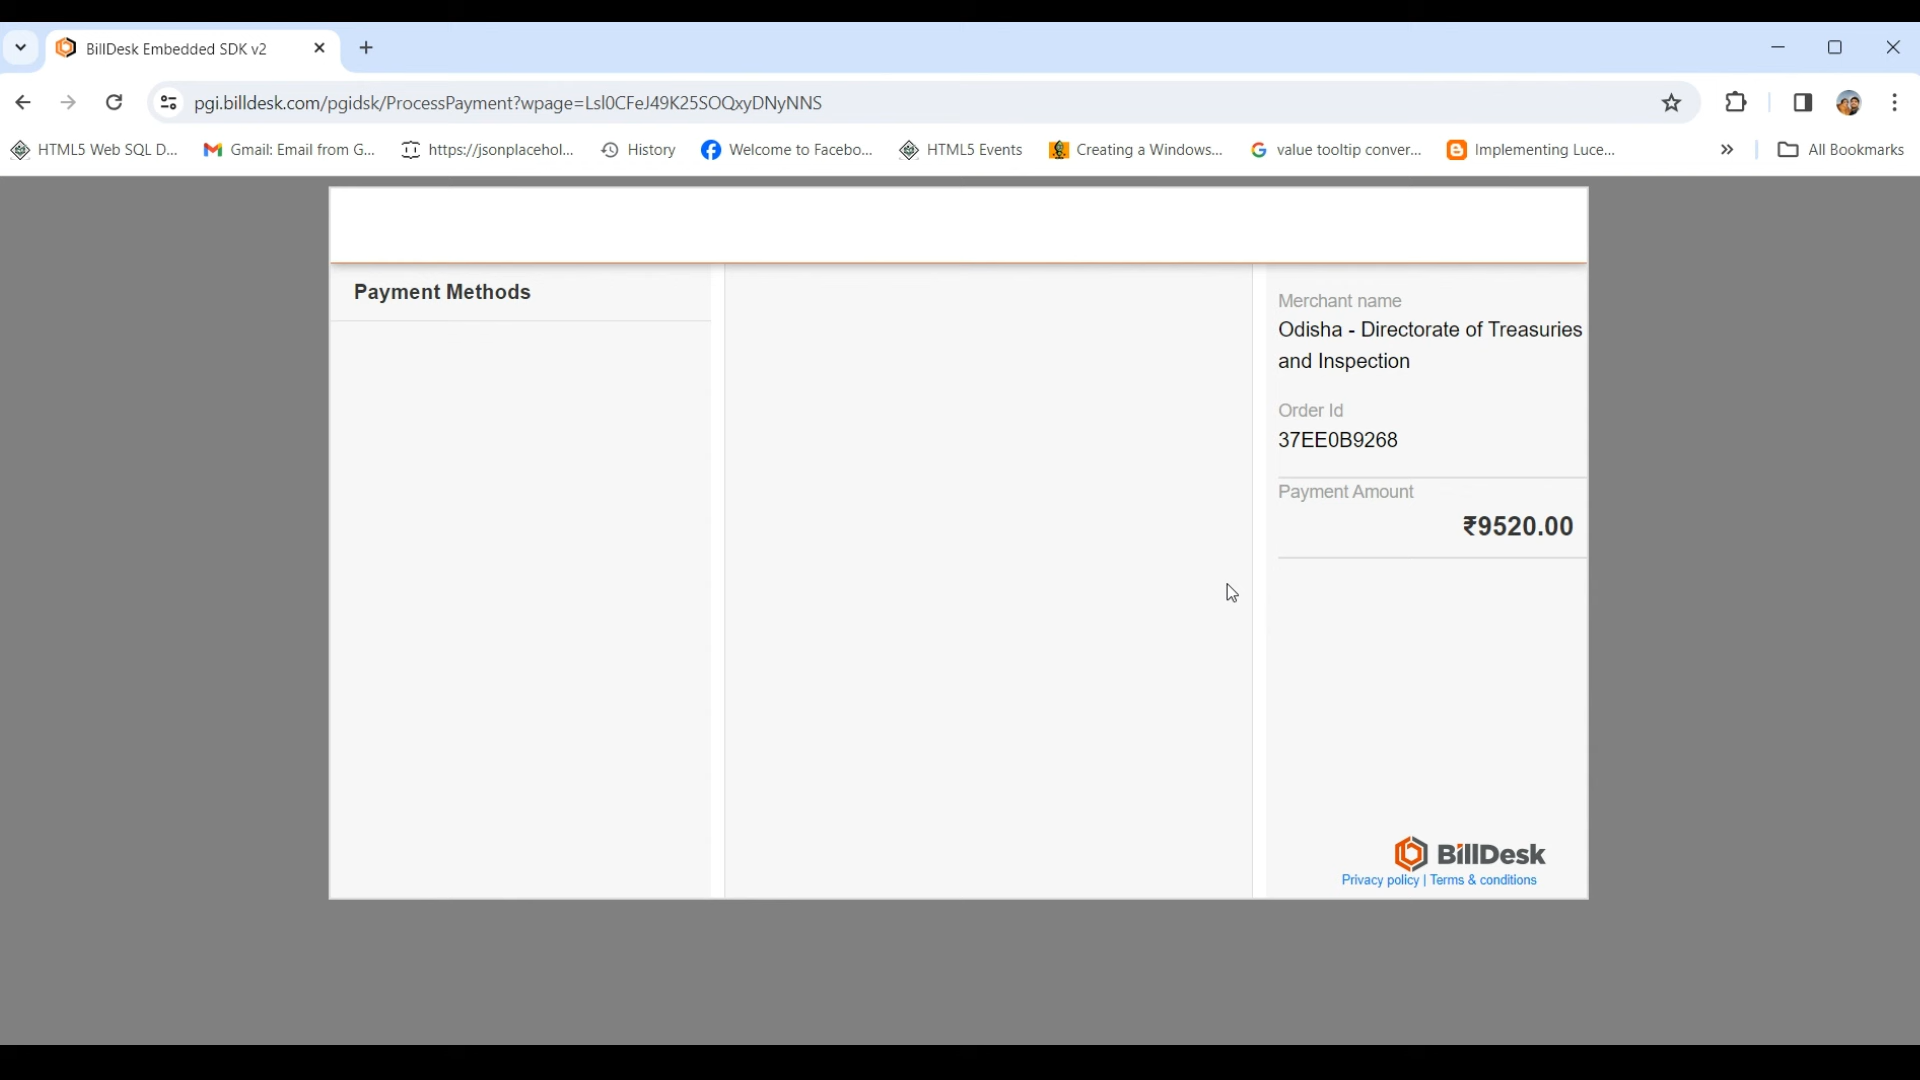 BillDesk Embedded SDK v2
pgi.billdesk.com/pgidsk/ProcessPayment?wpage=Lsl0CFeJ49K25SOQxyDNyNNS
HTML5 Web SQL D...
Gmail: Email from G...
https://jsonplacehol...
History
Welcome to Facebo...
HTML5 Events
Creating a Windows...
value tooltip conver...
Implementing Luce...
»
All Bookmarks
Payment Methods
Merchant name
Odisha - Directorate of Treasuries
and Inspection
Order Id
37EE0B9268
Payment Amount
₹9520.00
BillDesk
Privacy policy | Terms & conditions